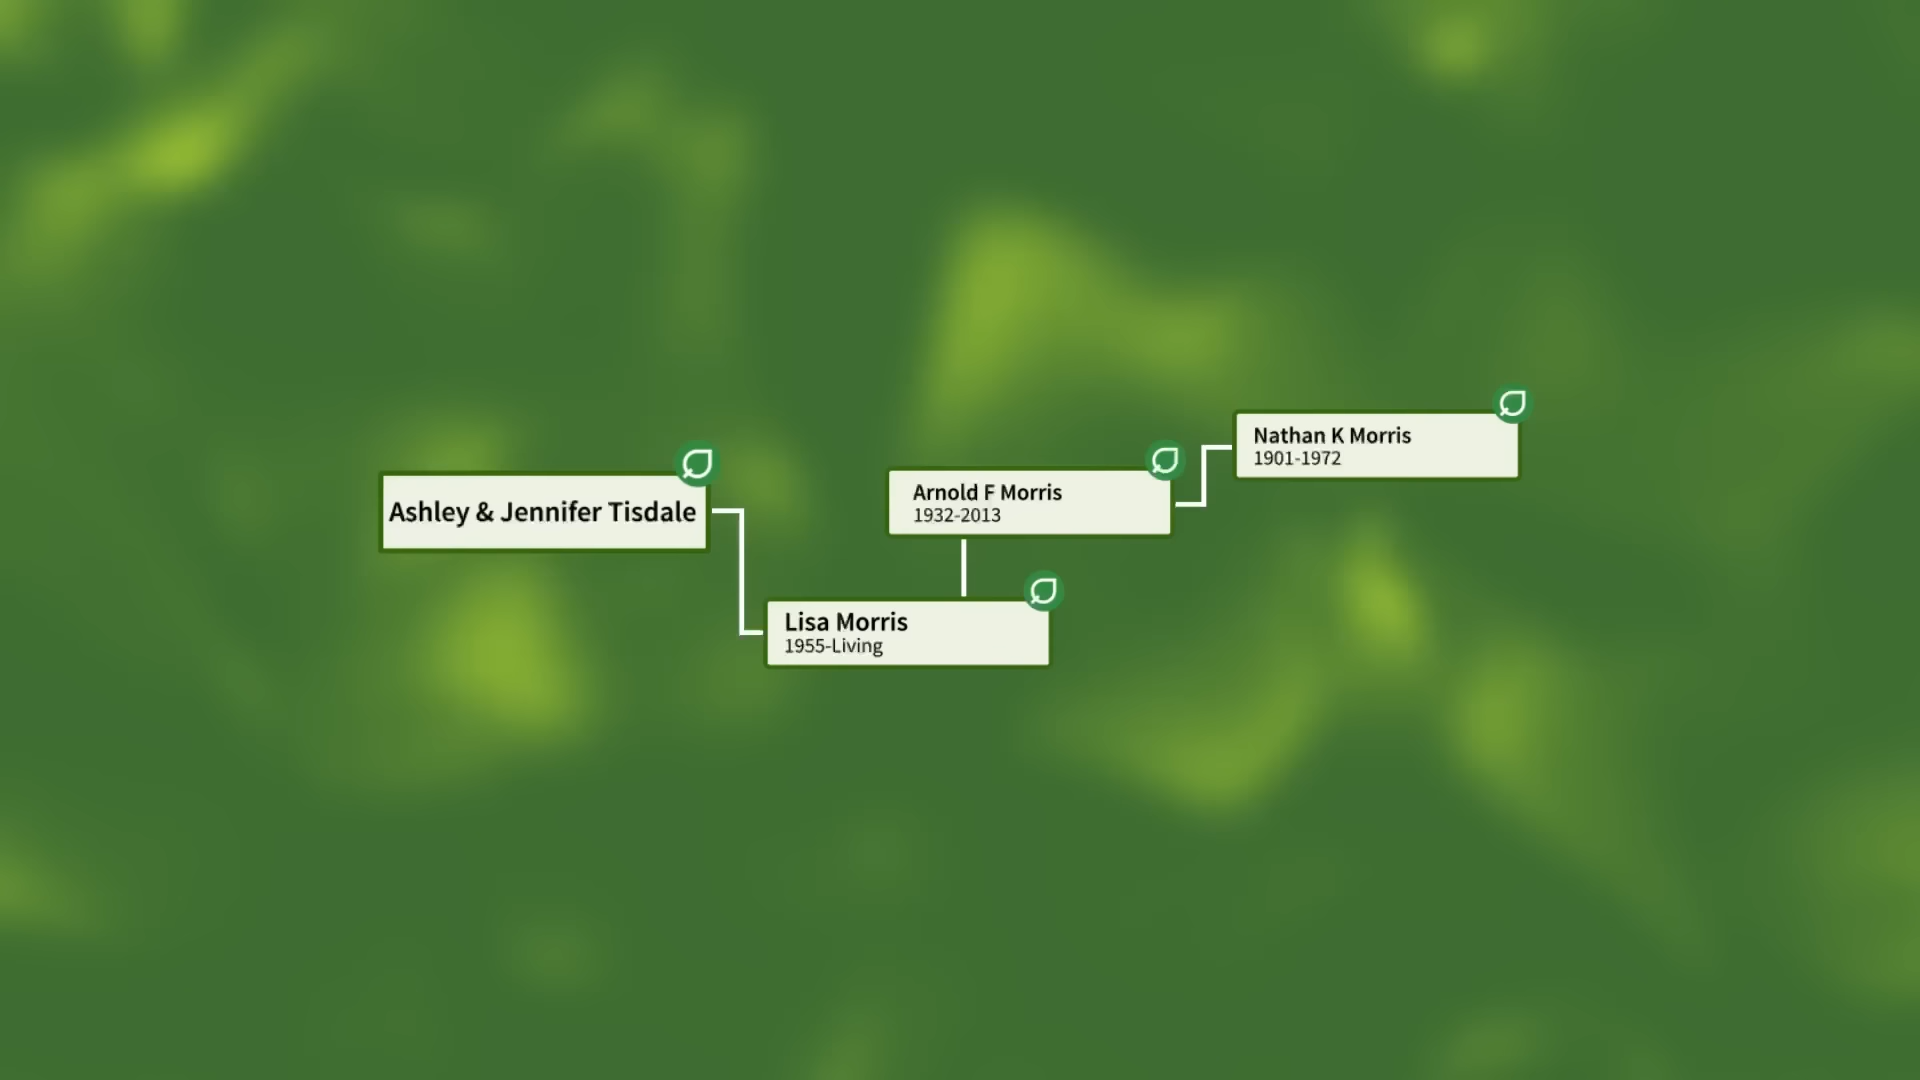 Ashley & Jennifer Tisdale
Lisa Morris
1955-Living
Arnold F Morris
1932-2013
Nathan K Morris
1901-1972